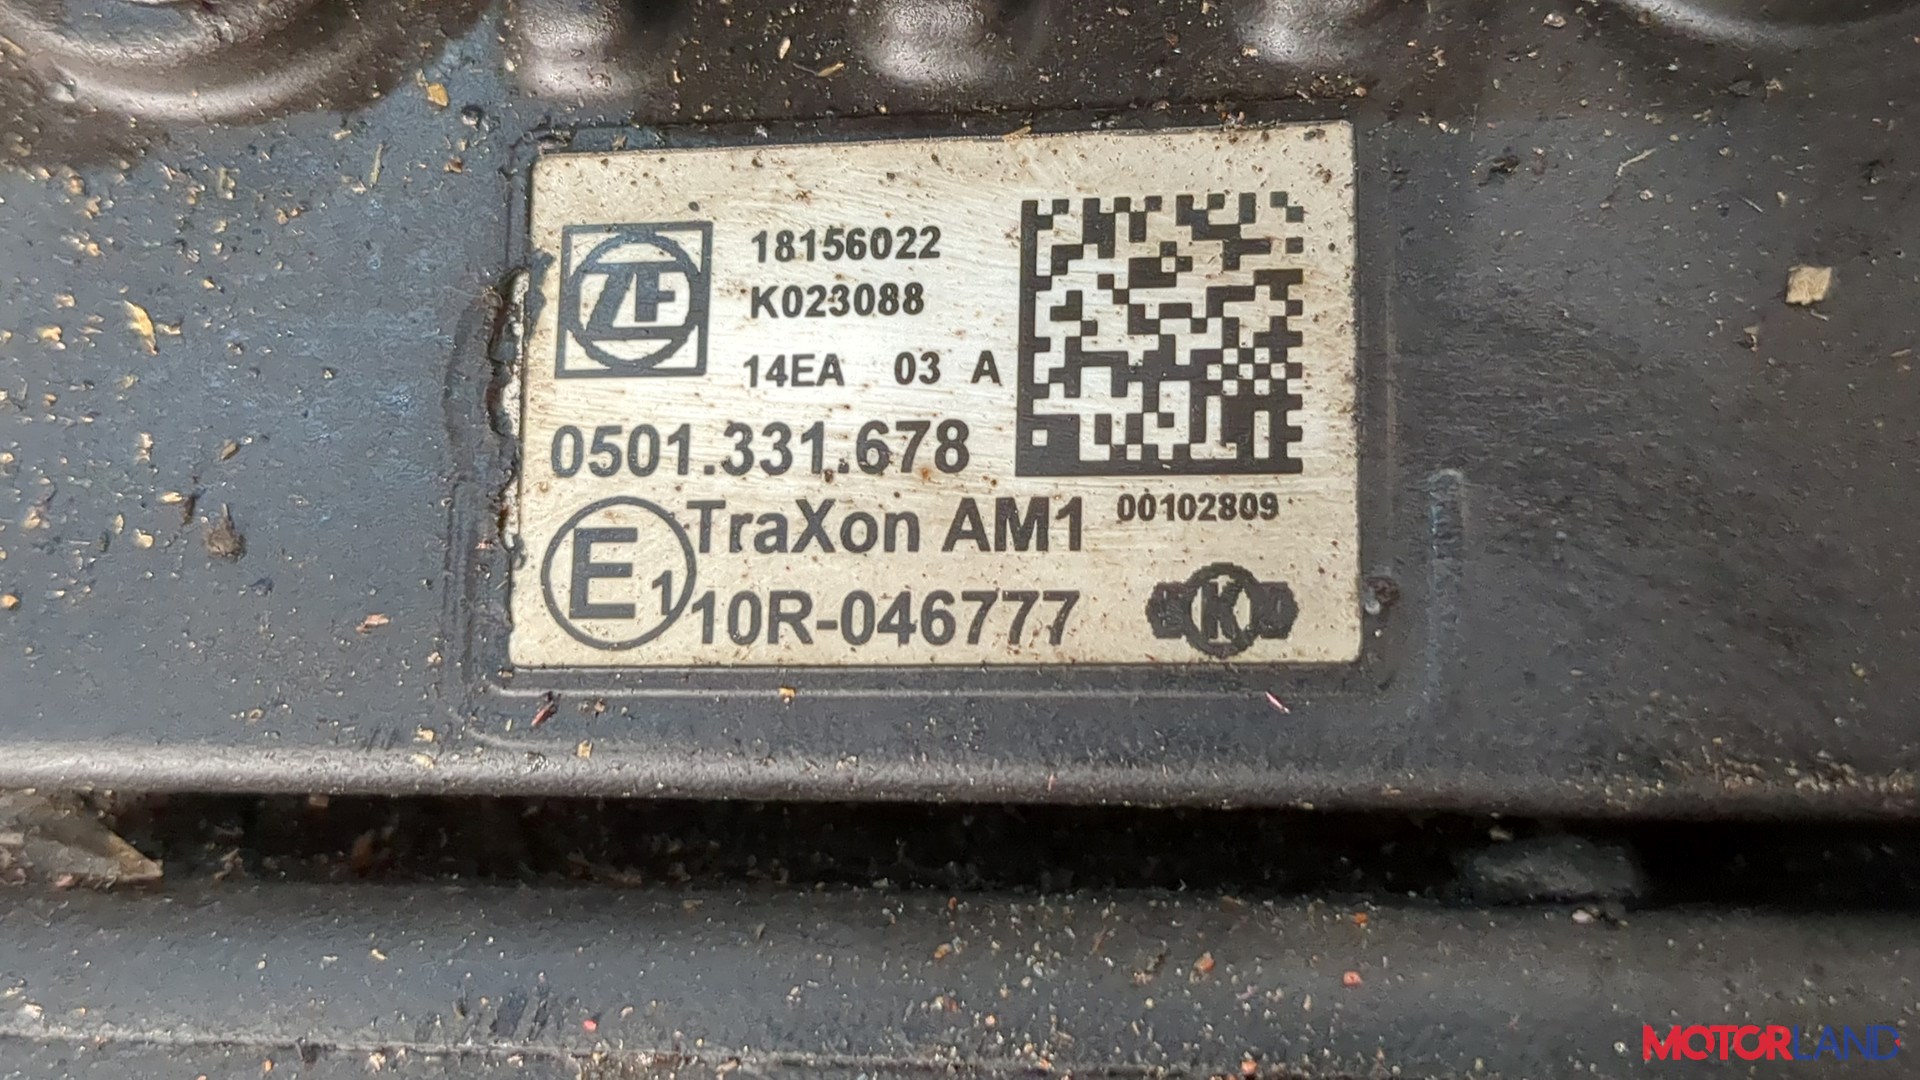 ZF
18156022
K023088
14EA 03 A
0501.331.678
TraXon AM1 00102809
E1
10R-046777
K
MOTORLAND